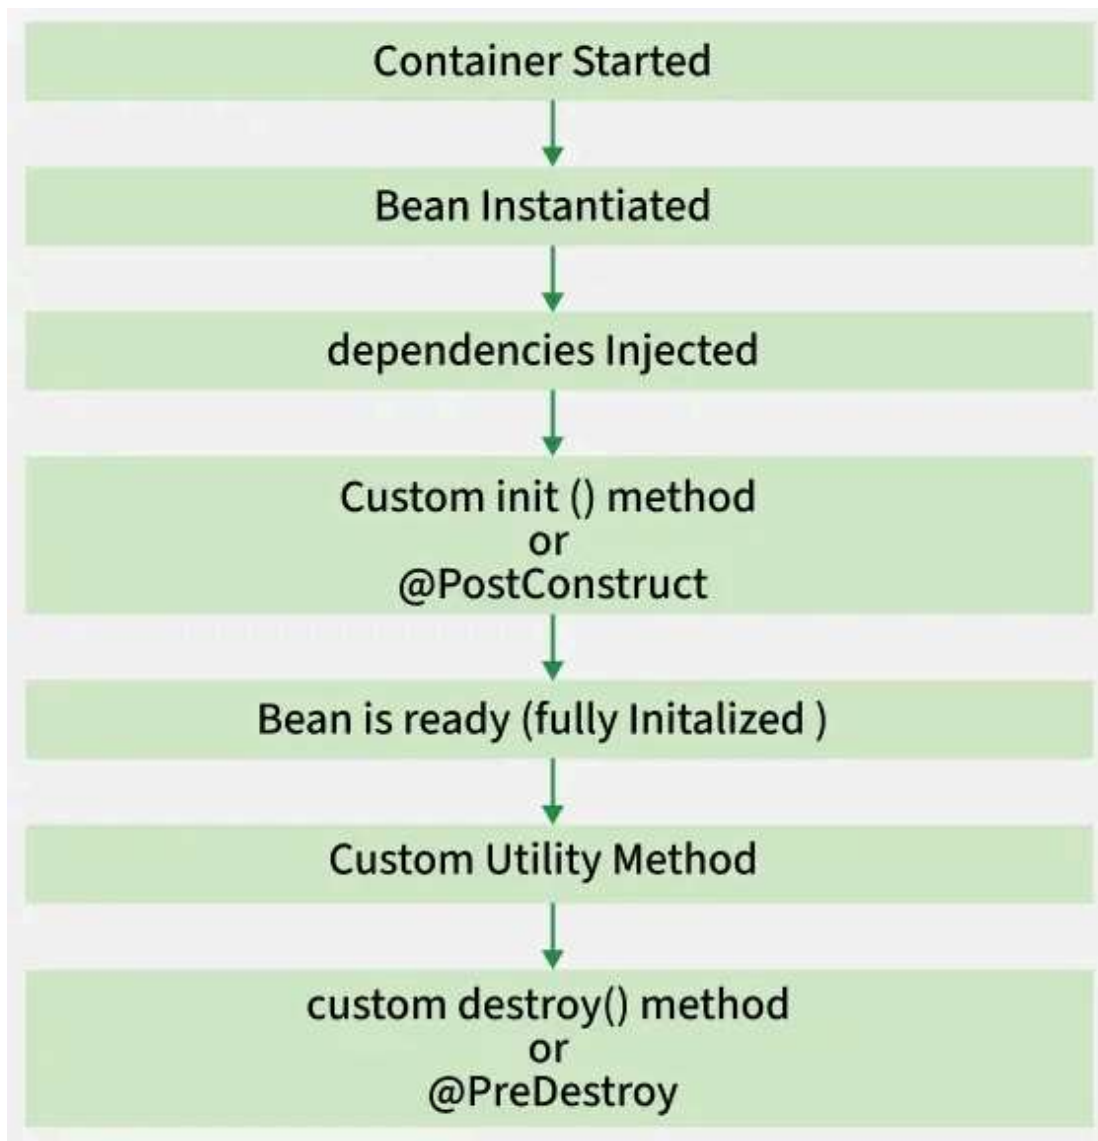 Container Started
Bean Instantiated
dependencies Injected
Custom init () method
or
@PostConstruct
Bean is ready (fully Initalized )
Custom Utility Method
custom destroy() method
or
@PreDestroy